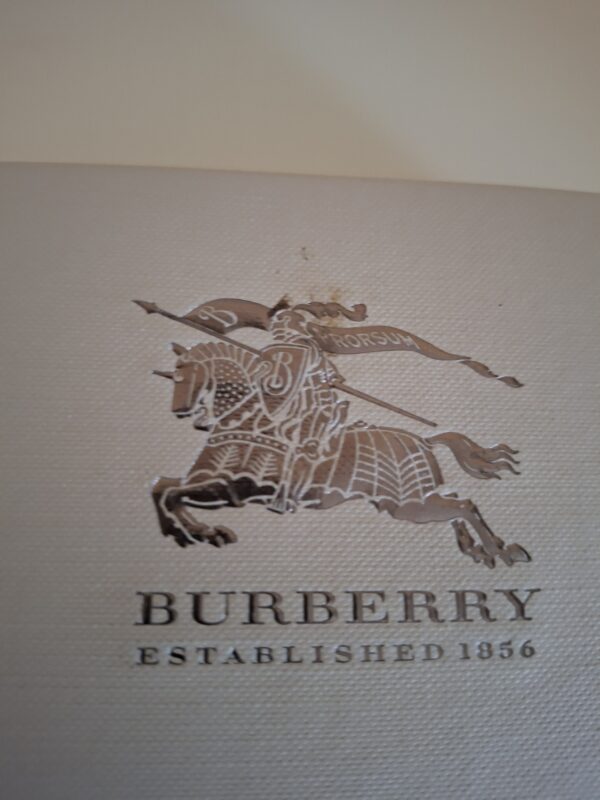 B
PRORSUM
B
BURBERRY
ESTABLISHED 1856